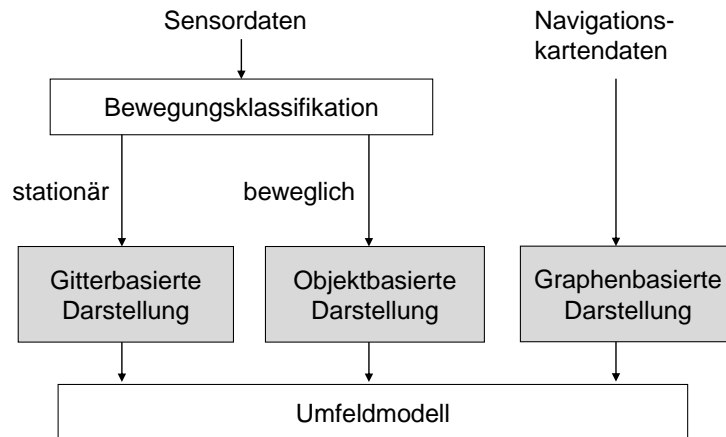 Sensordaten
Navigations-
kartendaten
Bewegungsklassifikation
stationär
beweglich
Gitterbasierte
Darstellung
Objektbasierte
Darstellung
Graphenbasierte
Darstellung
Umfeldmodell